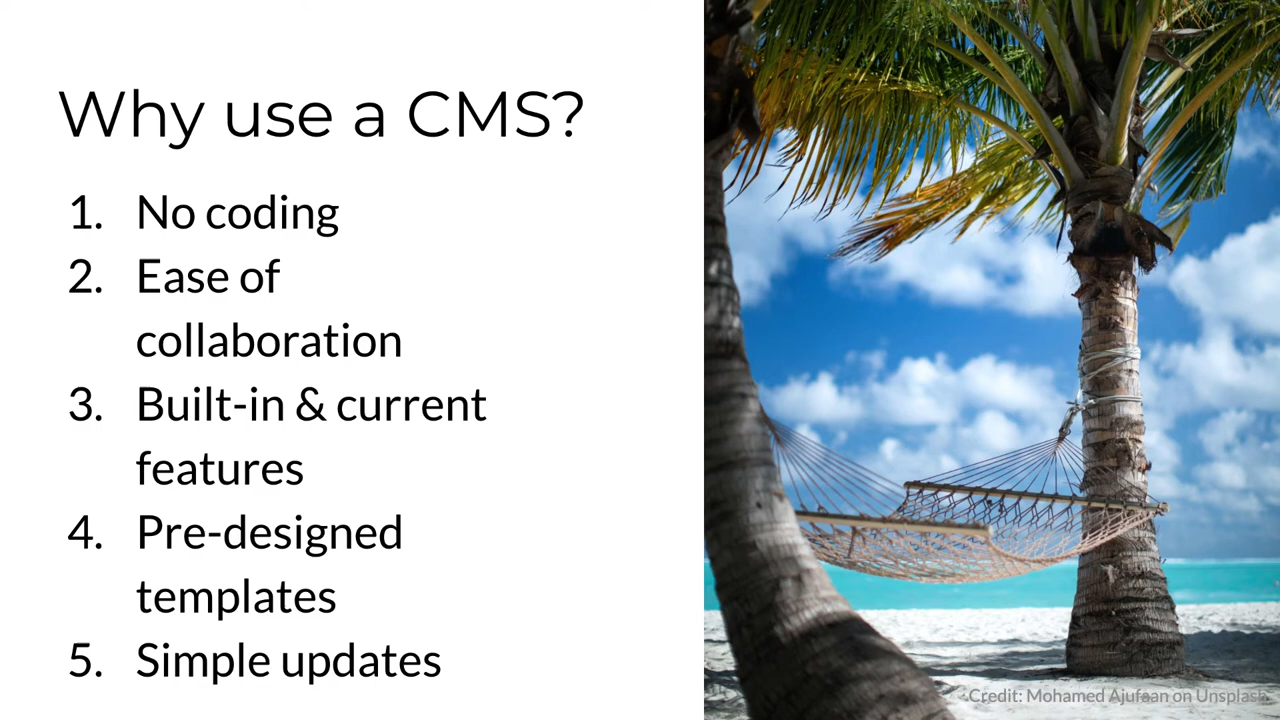 Why use a CMS?
1. No coding
2. Ease of
collaboration
3. Built-in & current
features
4. Pre-designed
templates
5. Simple updates
Credit: Mohamed Ajufaan on Unsplash